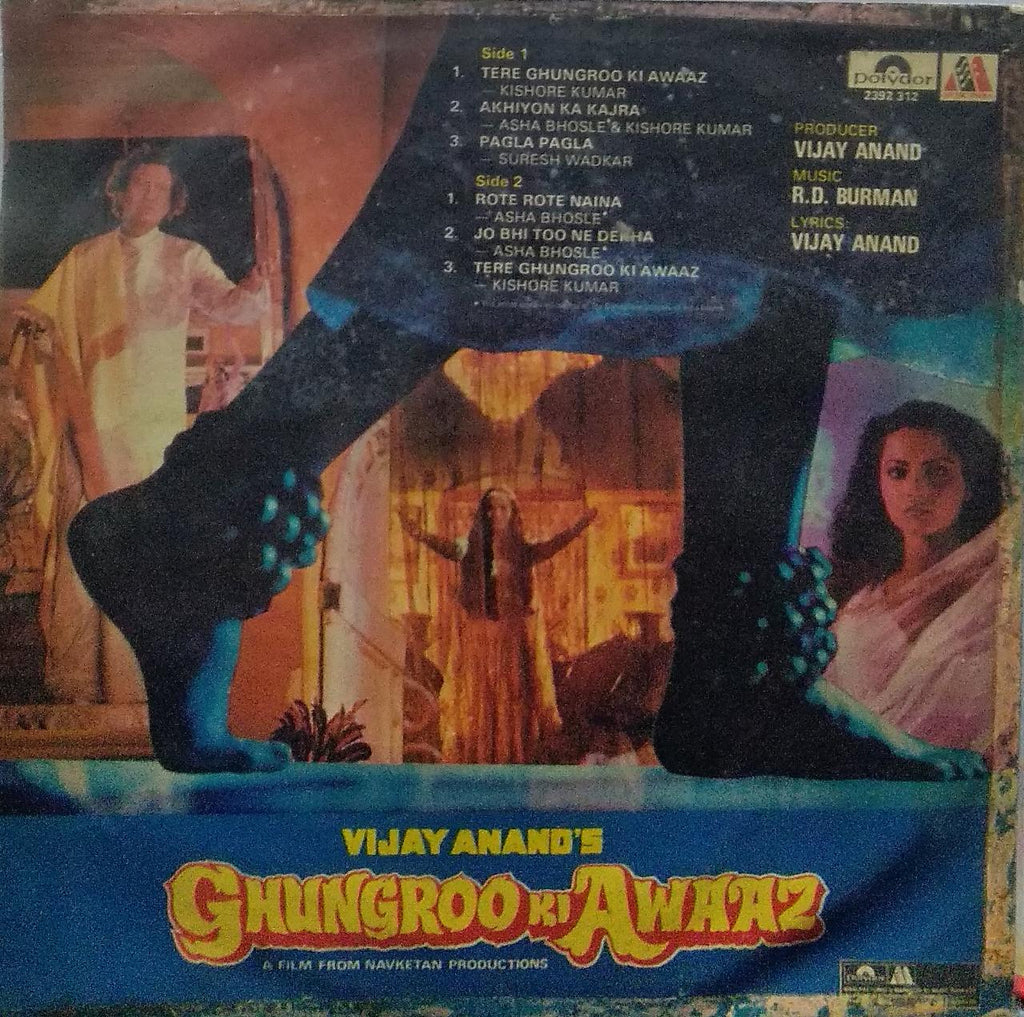 Side 1
1. TERE GHUNGROO KI AWAAZ
– KISHORE KUMAR
2. AKHIYON KA KAJRA
– ASHA BHOSLE* & KISHORE KUMAR
3. PAGLA PAGLA
– SURESH WADKAR
Side 2
1. ROTE ROTE NAINA
– ASHA BHOSLE*
2. JO BHI TOO NE DEKHA
ASHA BHOSLE*
3. TERE GHUNGROO KI AWAAZ
– KISHORE KUMAR
polydor
2392 312
PRODUCER
VIJAY ANAND
MUSIC
R.D. BURMAN
LYRICS
VIJAY ANAND
VIJAY ANAND'S
GHUNGROO KI AWAAZ
A FILM FROM NAVKETAN PRODUCTIONS